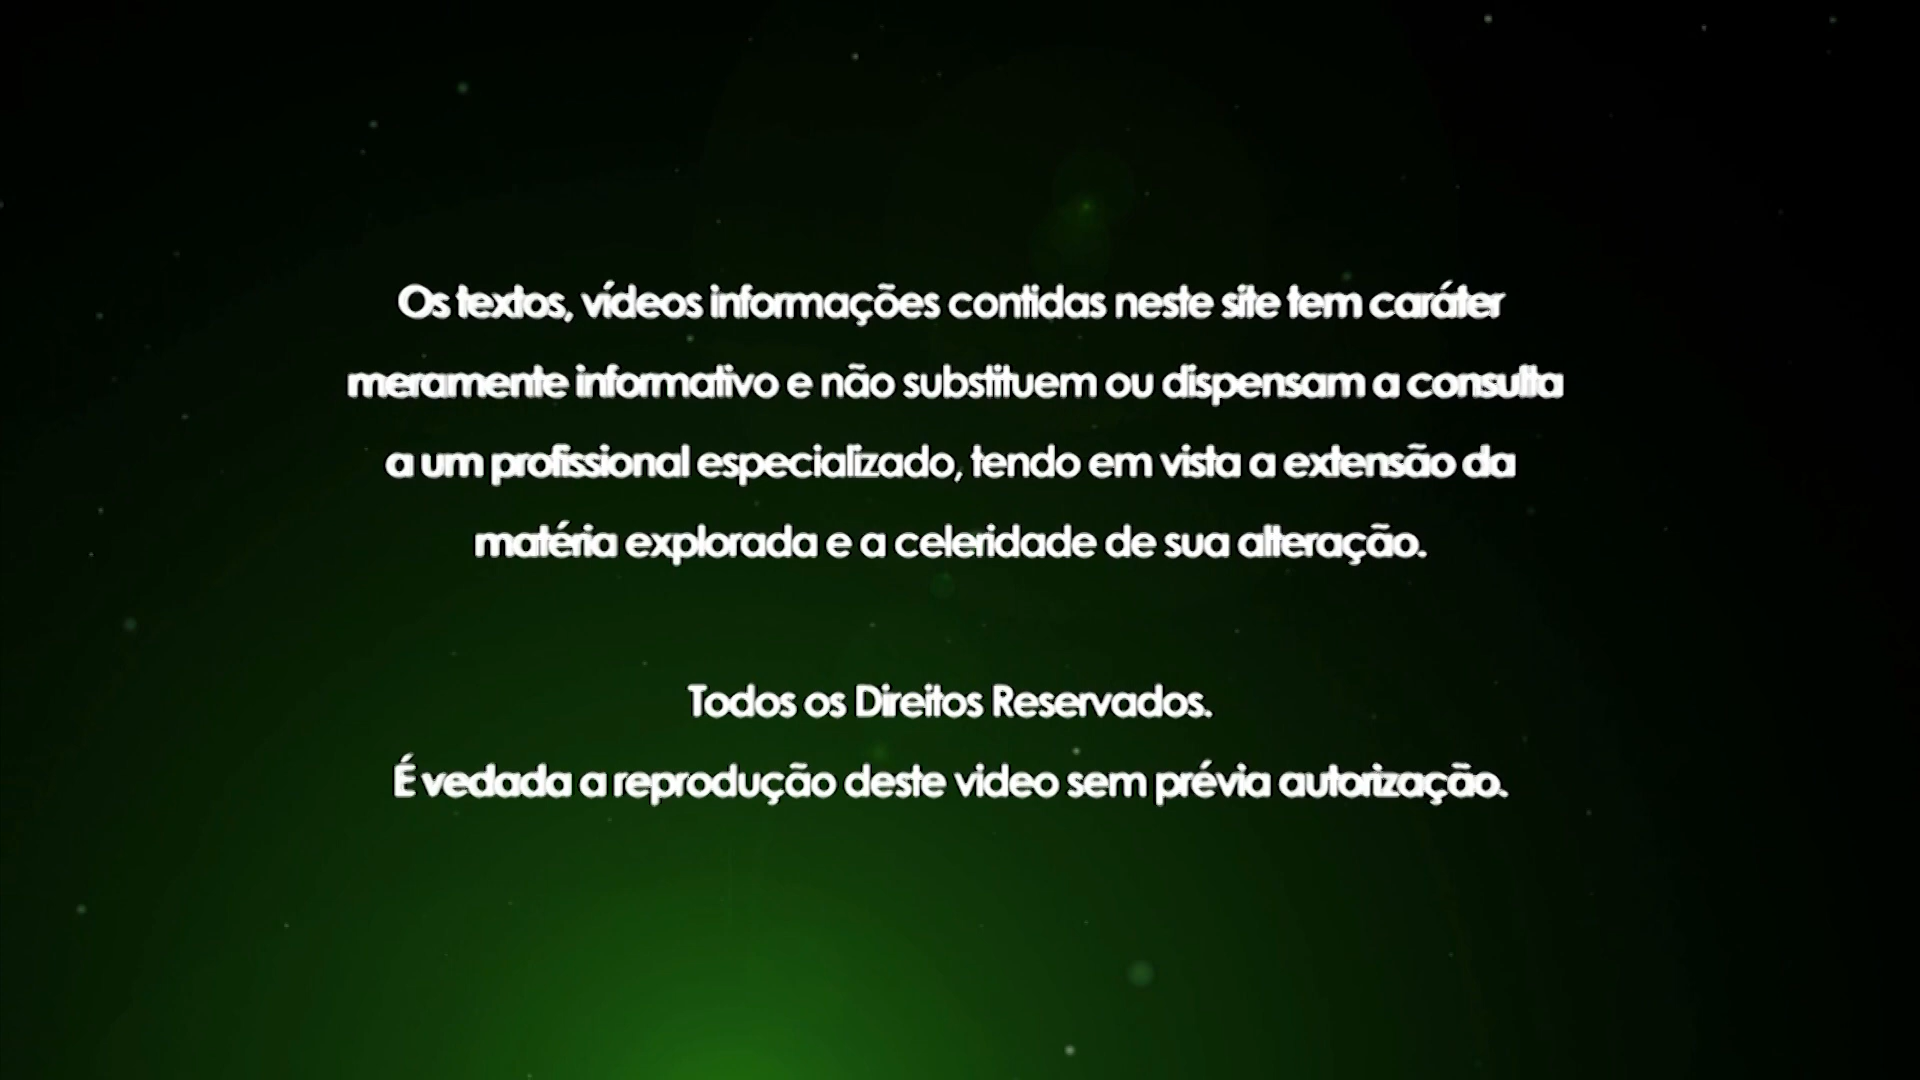 Os textos, vídeos informações contidas neste site tem caráter
meramente informativo e não substituem ou dispensam a consulta
a um profissional especializado, tendo em vista a extensão da
matéria explorada e a celeridade de sua alteração.
Todos os Direitos Reservados.
É vedada a reprodução deste video sem prévia autorização.